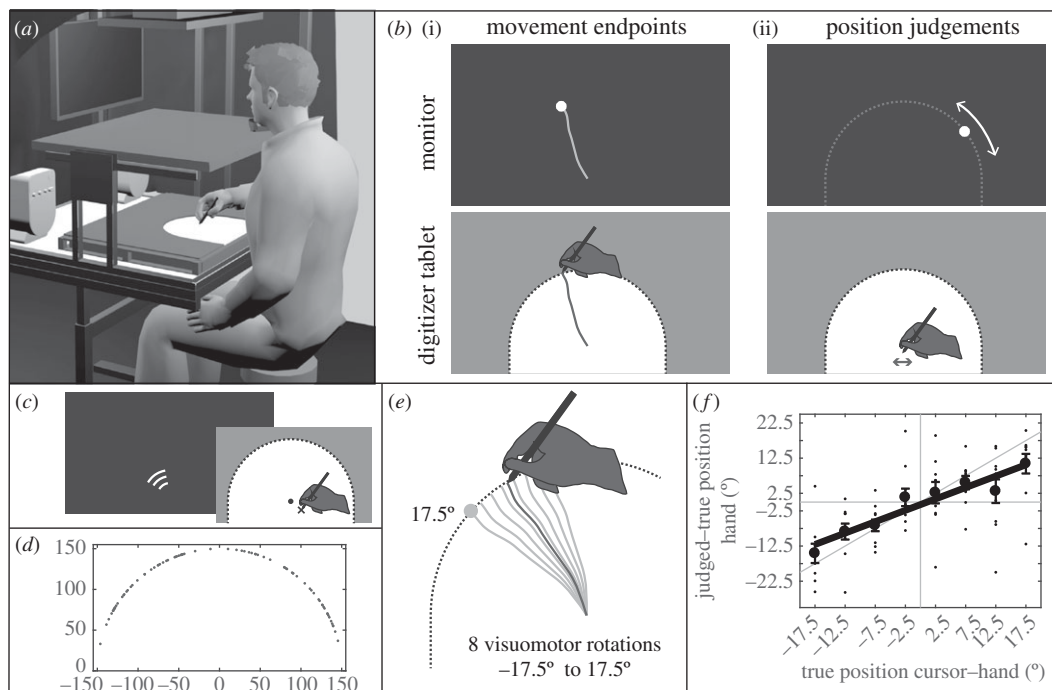 (a)
(b) (i) movement endpoints
(ii) position judgements
monitor
digitizer tablet
(c)
(d)
150
100
50
0
−150 −100 −50 0 50 100 150
(e)
17.5º
8 visuomotor rotations
−17.5º to 17.5º
(f)
judged–true position
hand (º)
22.5
12.5
2.5
−2.5
−12.5
−22.5
−17.5 −12.5 −7.5 −2.5 2.5 7.5 12.5 17.5
true position cursor–hand (º)